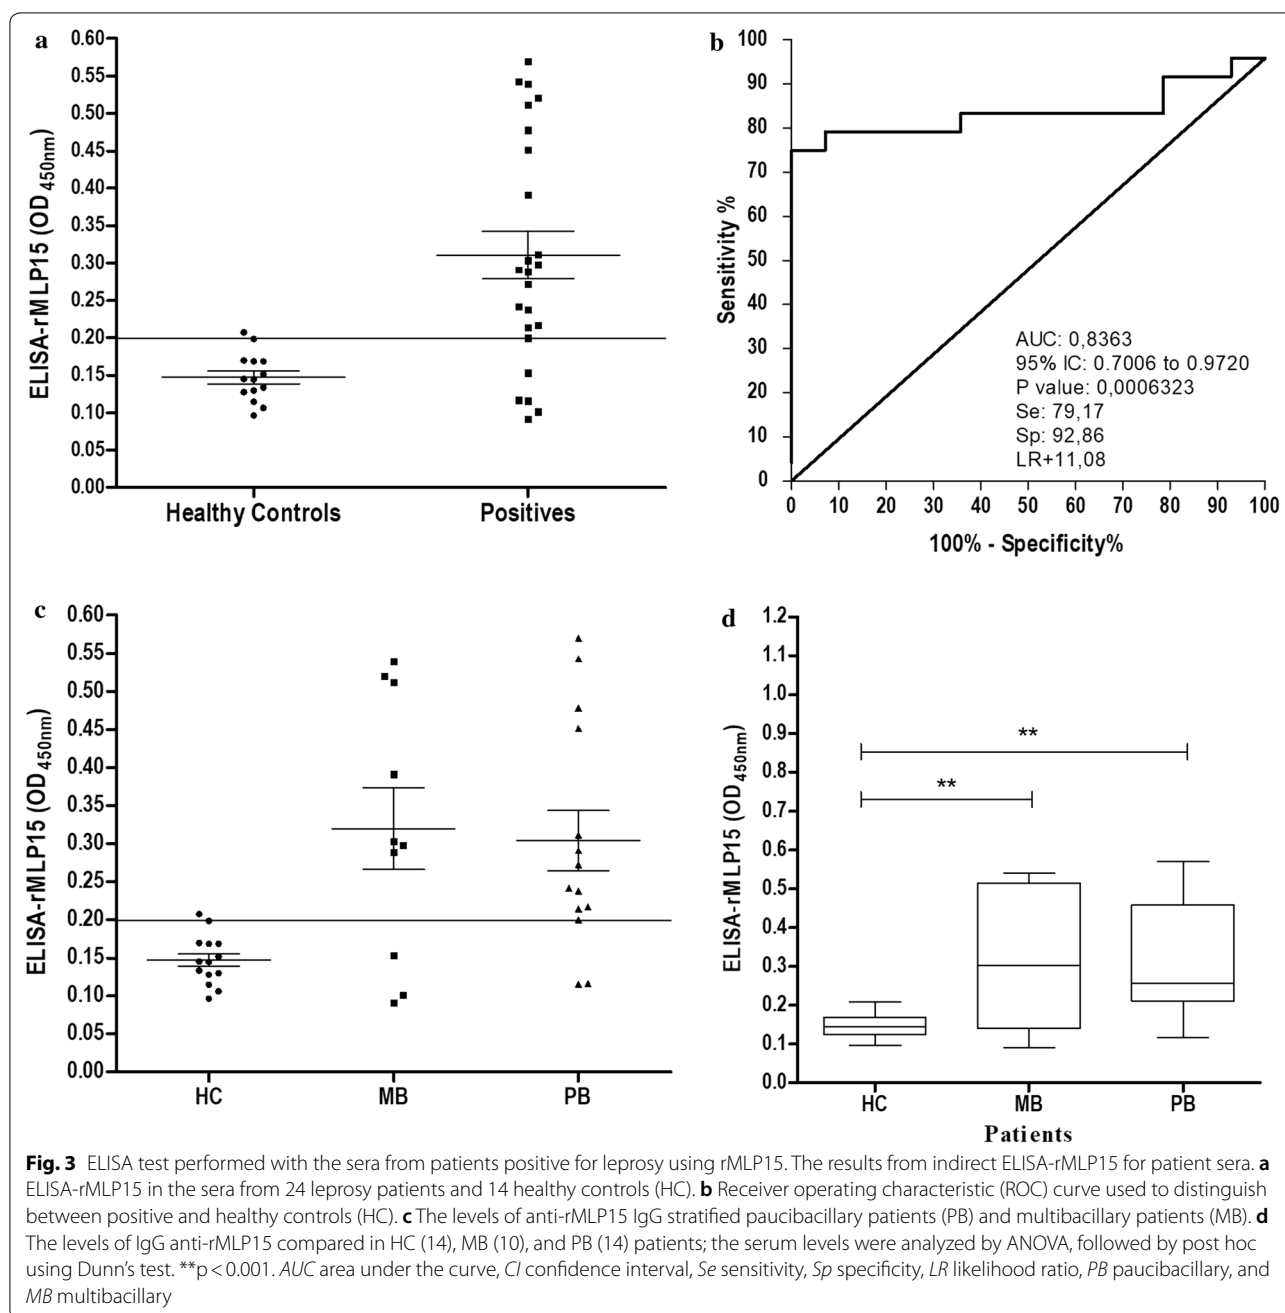 a
0.60
0.55
0.50
0.45
0.40
0.35
0.30
0.25
0.20
0.15
0.10
0.05
0.00
ELISA-rMLP15 (OD450nm)
Healthy Controls Positives
b
100
90
80
70
60
50
40
30
20
10
0
Sensitivity %
AUC: 0,8363
95% IC: 0.7006 to 0.9720
P value: 0,0006323
Se: 79,17
Sp: 92,86
LR+11,08
0 10 20 30 40 50 60 70 80 90 100
100% - Specificity%
c
0.60
0.55
0.50
0.45
0.40
0.35
0.30
0.25
0.20
0.15
0.10
0.05
0.00
ELISA-rMLP15 (OD450nm)
HC MB PB
d
1.2
1.1
1.0
0.9
0.8
0.7
0.6
0.5
0.4
0.3
0.2
0.1
0.0
ELISA-rMLP15 (OD450nm)
**
**
HC MB PB
Patients
Fig. 3 ELISA test performed with the sera from patients positive for leprosy using rMLP15. The results from indirect ELISA-rMLP15 for patient sera. a
ELISA-rMLP15 in the sera from 24 leprosy patients and 14 healthy controls (HC). b Receiver operating characteristic (ROC) curve used to distinguish
between positive and healthy controls (HC). c The levels of anti-rMLP15 IgG stratified paucibacillary patients (PB) and multibacillary patients (MB). d
The levels of IgG anti-rMLP15 compared in HC (14), MB (10), and PB (14) patients; the serum levels were analyzed by ANOVA, followed by post hoc
using Dunn's test. **p < 0.001. AUC area under the curve, CI confidence interval, Se sensitivity, Sp specificity, LR likelihood ratio, PB paucibacillary, and
MB multibacillary